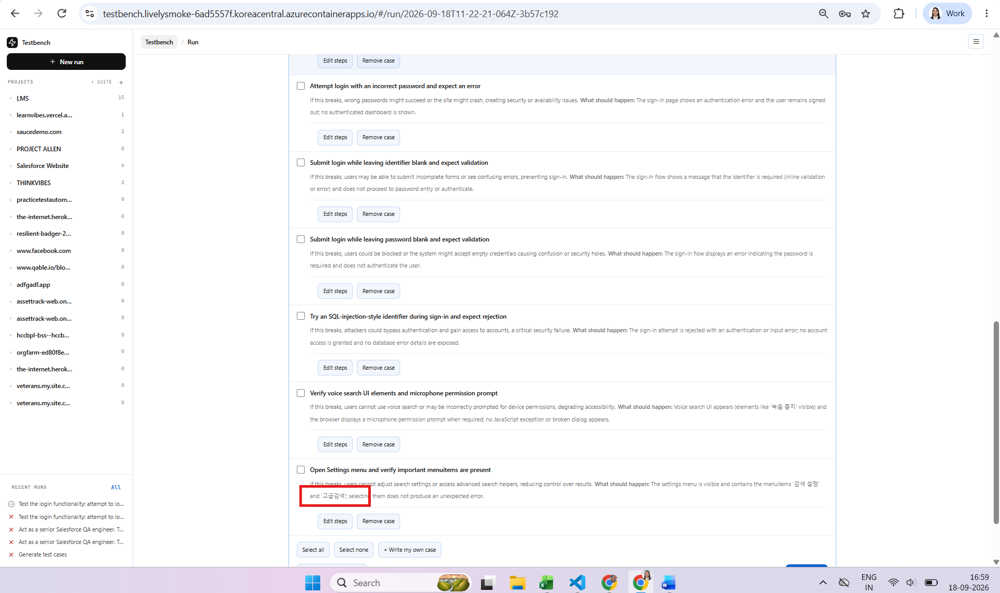 testbench.livelysmoke-6ad5557f.koreacentral.azurecontainerapps.io/#/run/2026-09-18T11-22-21-064Z-3b57c192
Work
Testbench
New run
PROJECTS
+ SUITE +
LMS 15
learnvibes.vercel.a... 1
saucedemo.com 2
PROJECT ALLEN 0
Salesforce Website 6
THINKVIBES 2
practicetestautom... 0
the-internet.herok... 0
resilient-badger-2... 0
www.facebook.com 0
www.qable.io/blo... 0
adfgadf.app 0
assettrack-web.on... 0
assettrack-web.on... 0
hccbpl-bss--hccb... 0
orgfarm-ed80f8e... 0
the-internet.herok... 0
veterans.my.site.c... 0
veterans.my.site.c... 0
RECENT RUNS All
Test the login functionality: attempt to lo...
Test the login functionality: attempt to lo...
Act as a senior Salesforce QA engineer. T...
Act as a senior Salesforce QA engineer. T...
Generate test cases
Testbench / Run
Edit steps Remove case
Attempt login with an incorrect password and expect an error
If this breaks, wrong passwords might succeed or the site might crash, creating security or availability issues. What should happen: The sign-in page shows an authentication error and the user remains signed
out; no authenticated dashboard is shown.
Edit steps Remove case
Submit login while leaving identifier blank and expect validation
If this breaks, users may be able to submit incomplete forms or see confusing errors, preventing sign-in. What should happen: The sign-in flow shows a message that the identifier is required (inline validation
or error) and does not proceed to password entry or authenticate.
Edit steps Remove case
Submit login while leaving password blank and expect validation
If this breaks, users could be blocked or the system might accept empty credentials causing confusion or security holes. What should happen: The sign-in flow displays an error indicating the password is
required and does not authenticate the user.
Edit steps Remove case
Try an SQL-injection-style identifier during sign-in and expect rejection
If this breaks, attackers could bypass authentication and gain access to accounts, a critical security failure. What should happen: The sign-in attempt is rejected with an authentication or input error; no account
access is granted and no database error details are exposed.
Edit steps Remove case
Verify voice search UI elements and microphone permission prompt
If this breaks, users cannot use voice search or may be incorrectly prompted for device permissions, degrading accessibility. What should happen: Voice search UI appears (elements like '녹음 중지' visible) and
the browser displays a microphone permission prompt when required; no JavaScript exception or broken dialog appears.
Edit steps Remove case
Open Settings menu and verify important menuitems are present
If this breaks, users cannot adjust search settings or access advanced search helpers, reducing control over results. What should happen: The settings menu is visible and contains the menuitems '검색 설정'
and '고급검색'; selecting them does not produce an unexpected error.
Edit steps Remove case
Select all Select none + Write my own case
Search
ENG
IN
16:59
18-09-2026